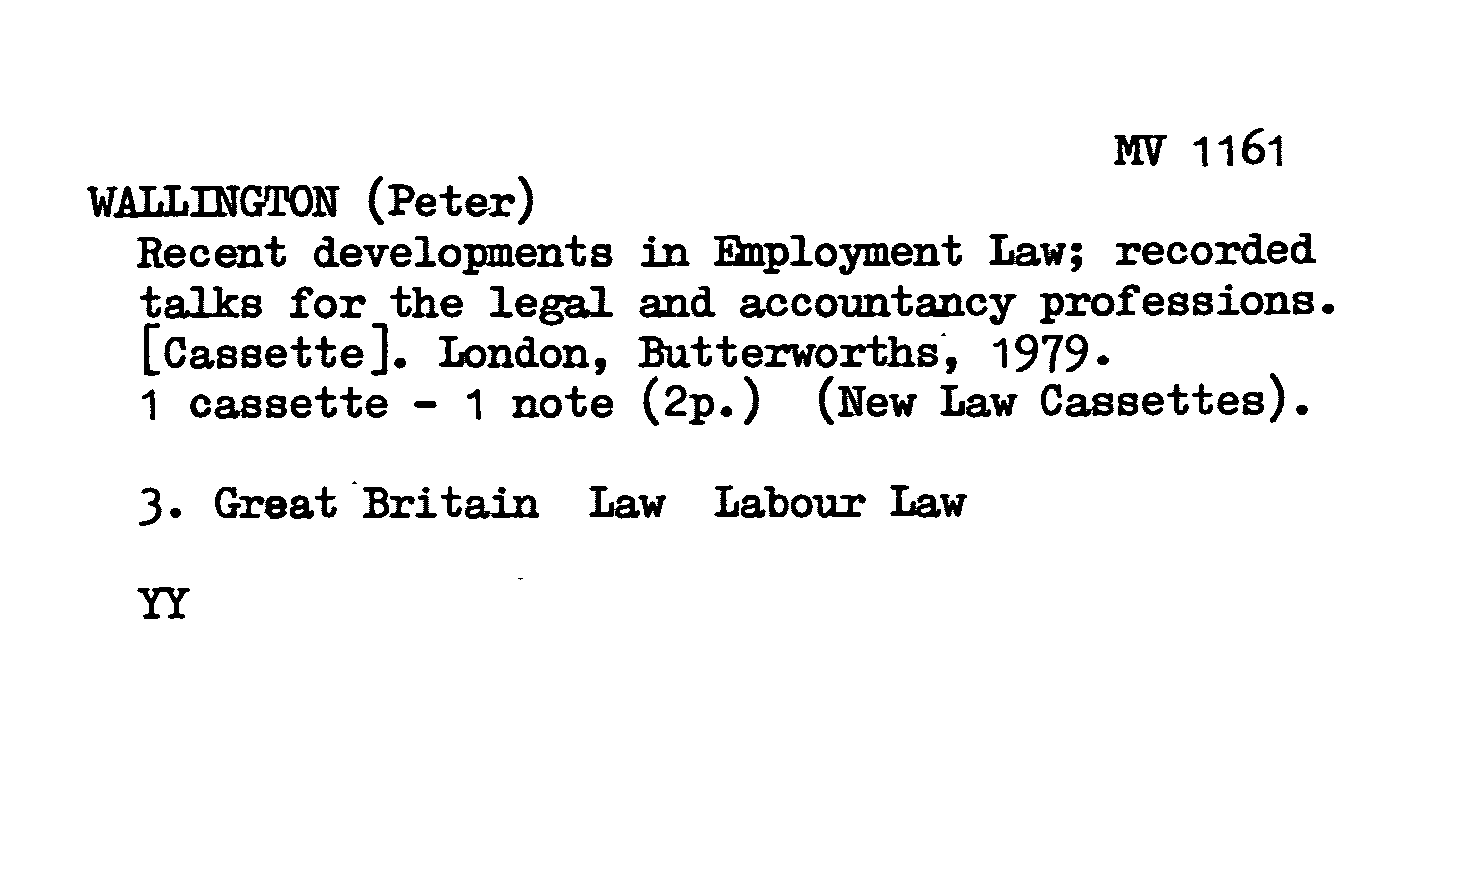 MV 1161
WALLINGTON (Peter)
Recent developments in Employment Law; recorded
talks for the legal and accountancy professions.
[Cassette]. London, Butterworths, 1979.
1 cassette - 1 note (2p.) (New Law Cassettes).
3. Great Britain Law Labour Law
YY